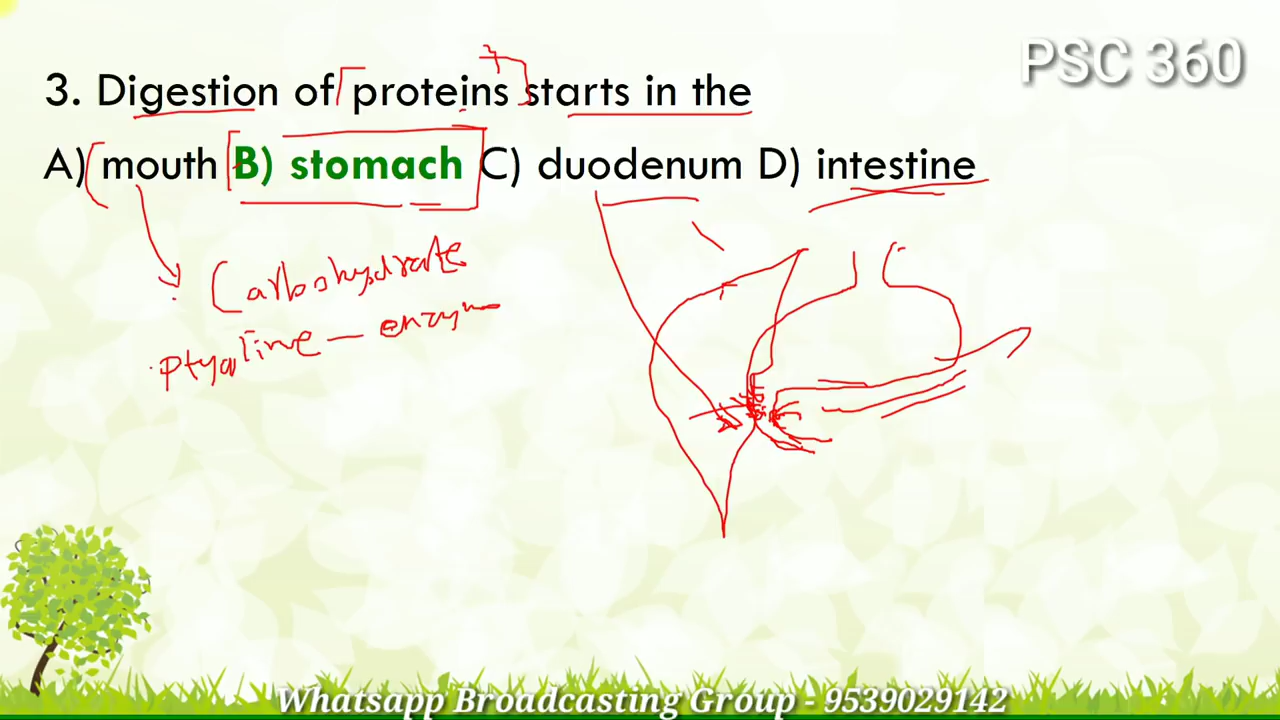 PSC 360
3. Digestion of proteins starts in the
A) mouth B) stomach C) duodenum D) intestine
Carbohydrate
ptyaline — enzyme
Whatsapp Broadcasting Group - 9539029142